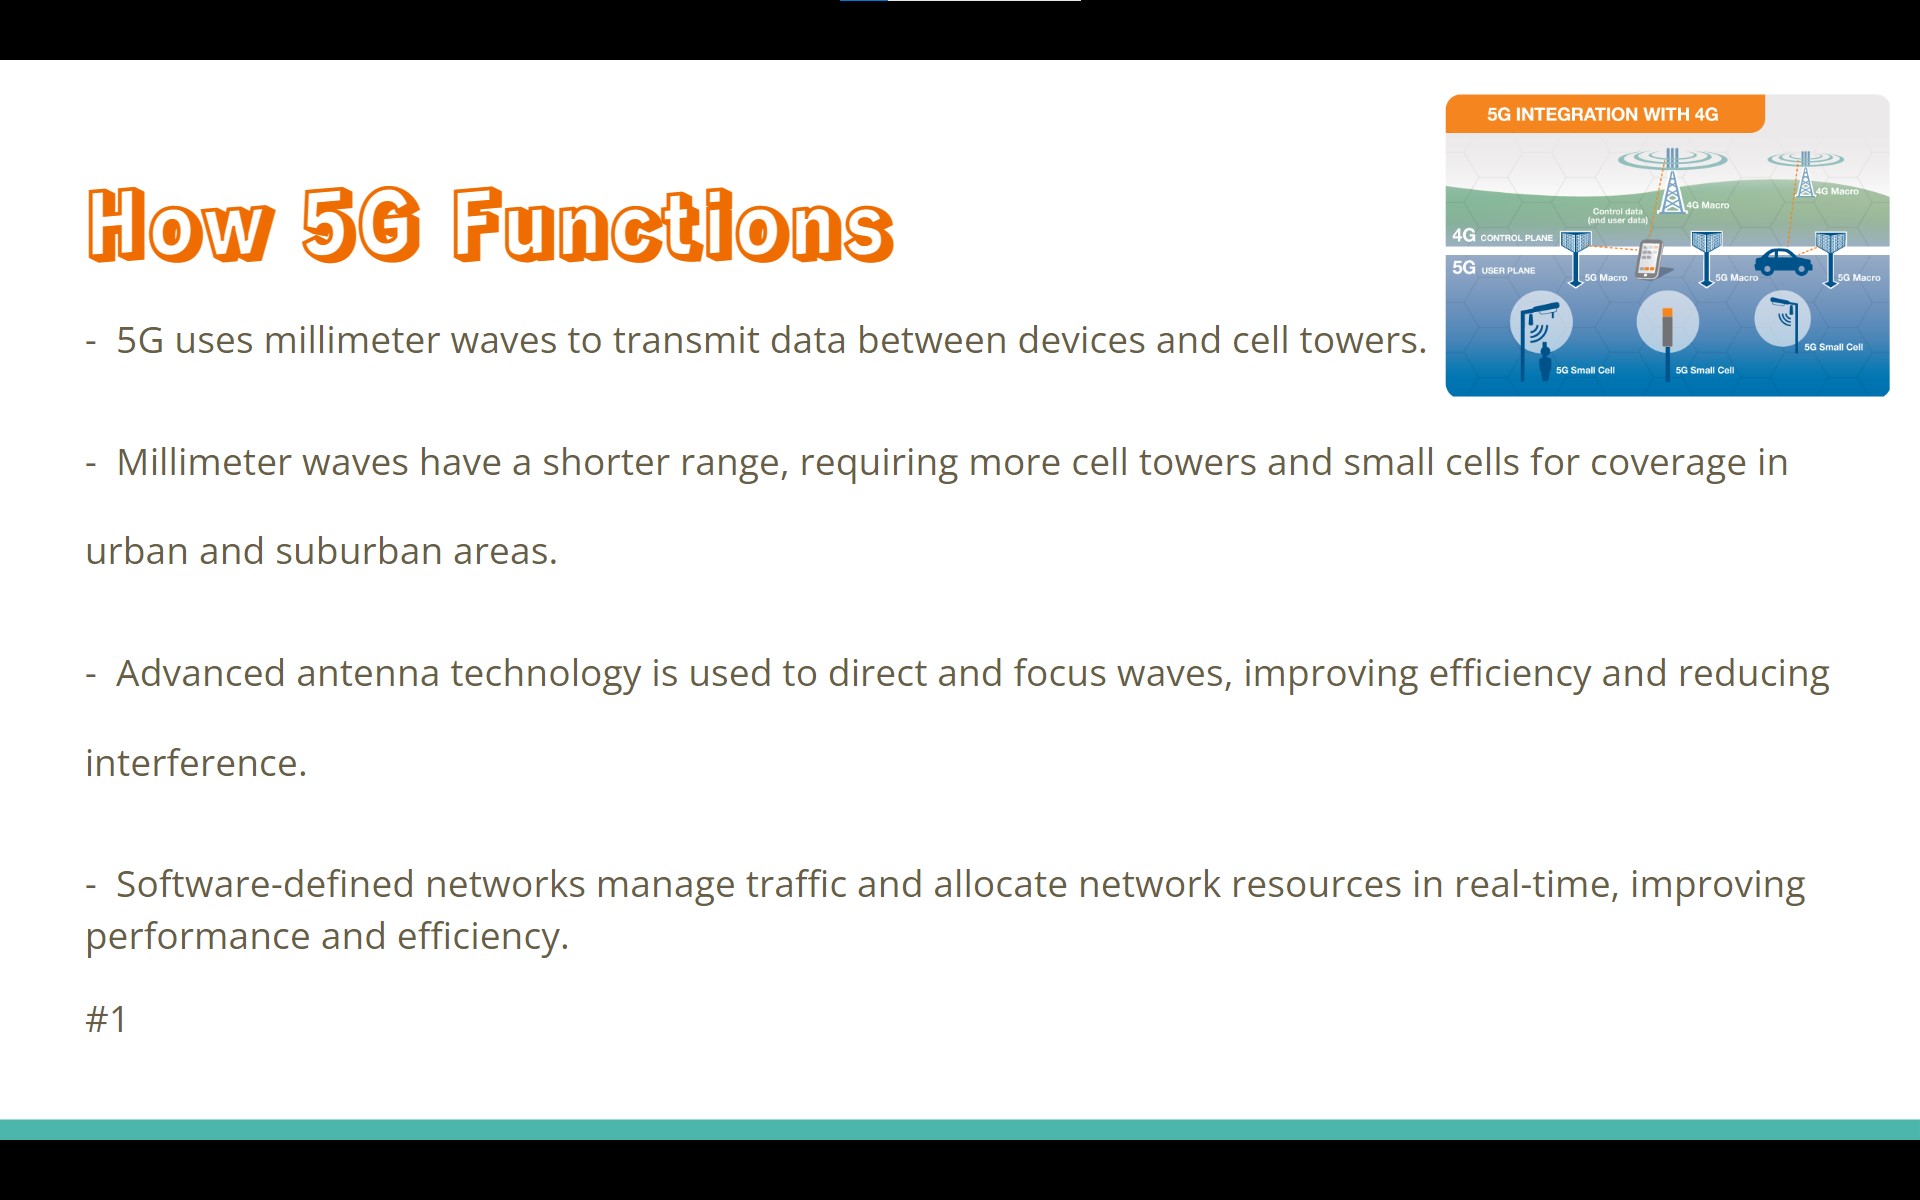 5G INTEGRATION WITH 4G
4G Macro
4G Macro
Control data
(and user data)
4G CONTROL PLANE
5G USER PLANE
5G Macro
5G Macro
5G Macro
5G Small Cell
5G Small Cell
5G Small Cell
How 5G Functions
- 5G uses millimeter waves to transmit data between devices and cell towers.
- Millimeter waves have a shorter range, requiring more cell towers and small cells for coverage in
urban and suburban areas.
- Advanced antenna technology is used to direct and focus waves, improving efficiency and reducing
interference.
- Software-defined networks manage traffic and allocate network resources in real-time, improving
performance and efficiency.
#1